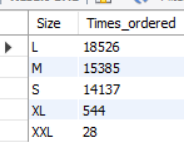 Size Times_ordered
L 18526
M 15385
S 14137
XL 544
XXL 28